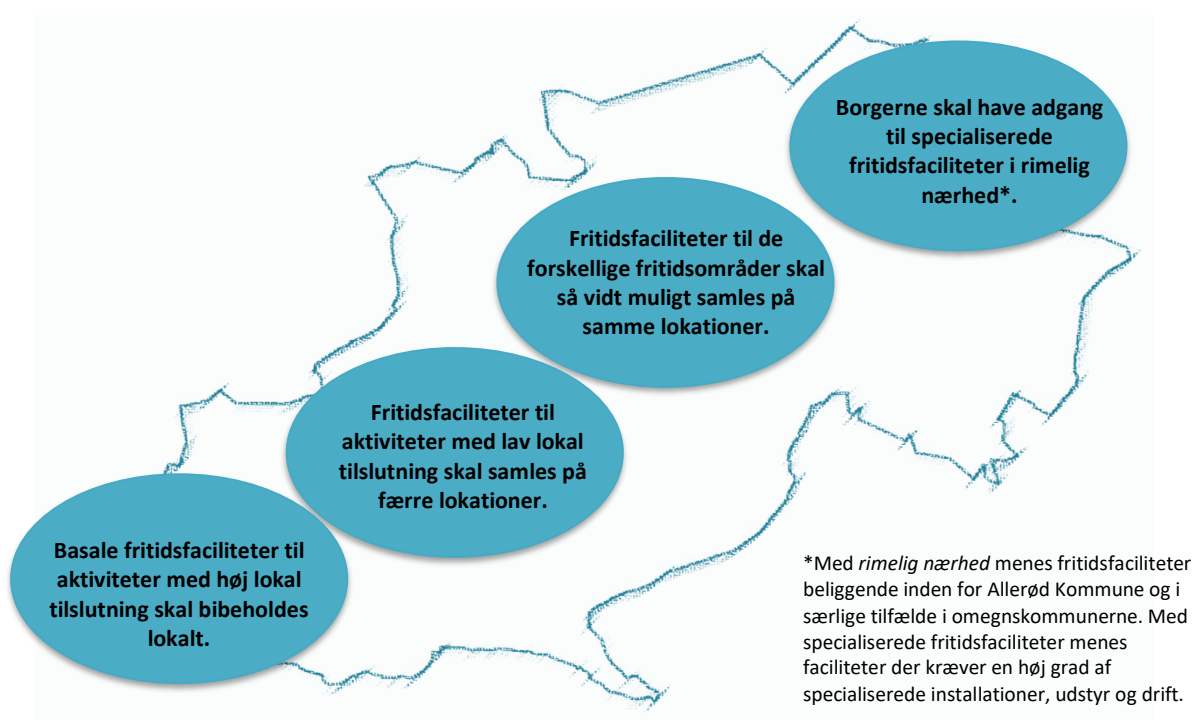 Borgerne skal have adgang
til specialiserede
fritidsfaciliteter i rimelig
nærhed*.
Fritidsfaciliteter til de
forskellige fritidsområder skal
så vidt muligt samles på
samme lokationer.
Fritidsfaciliteter til
aktiviteter med lav lokal
tilslutning skal samles på
færre lokationer.
Basale fritidsfaciliteter til
aktiviteter med høj lokal
tilslutning skal bibeholdes
lokalt.
*Med rimelig nærhed menes fritidsfaciliteter
beliggende inden for Allerød Kommune og i
særlige tilfælde i omegnskommunerne. Med
specialiserede fritidsfaciliteter menes
faciliteter der kræver en høj grad af
specialiserede installationer, udstyr og drift.